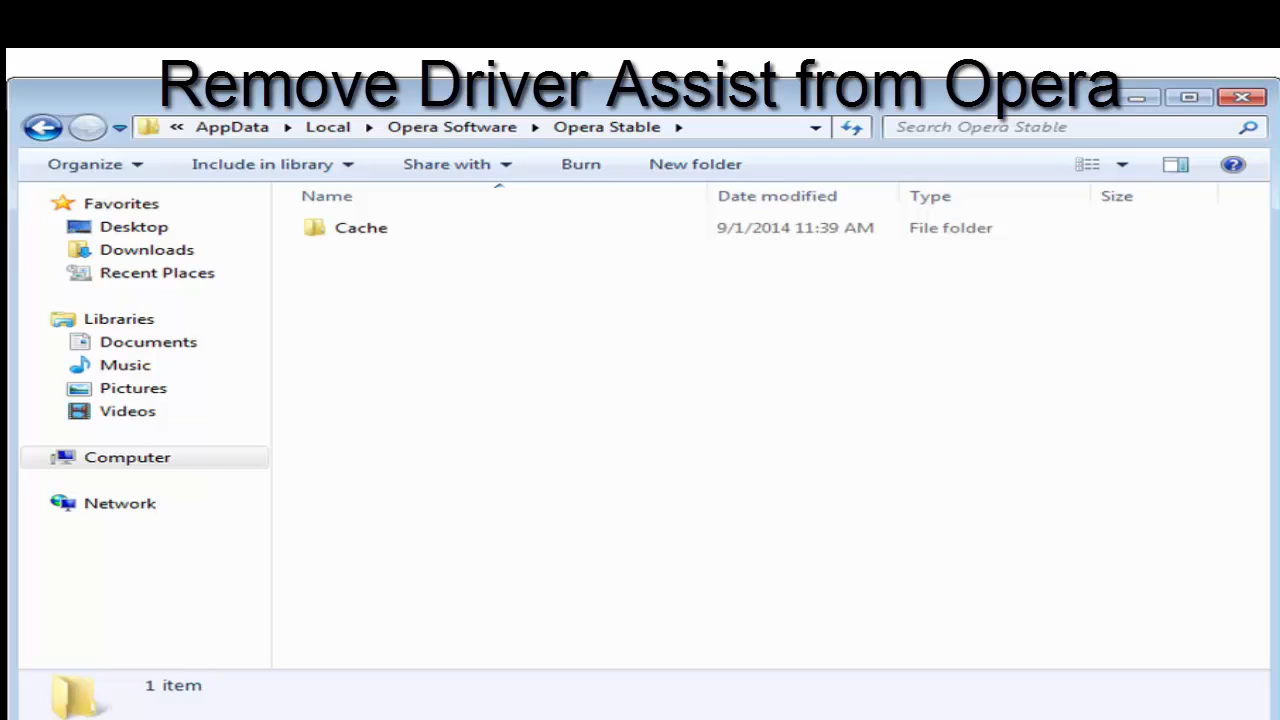 Remove Driver Assist from Opera
« AppData Local Opera Software Opera Stable Search Opera Stable
Organize Include in library Share with Burn New folder
Name Date modified Type Size
Cache 9/1/2014 11:39 AM File folder
Favorites
Desktop
Downloads
Recent Places
Libraries
Documents
Music
Pictures
Videos
Computer
Network
1 item